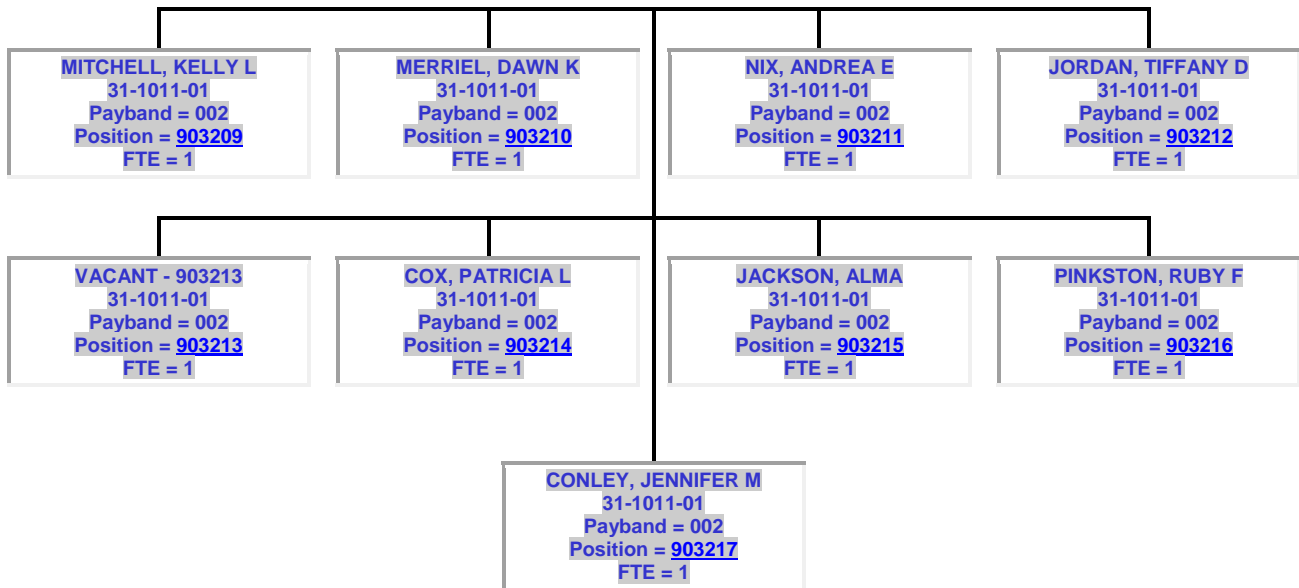 MITCHELL, KELLY L
31-1011-01
Payband = 002
Position = 903209
FTE = 1
MERRIEL, DAWN K
31-1011-01
Payband = 002
Position = 903210
FTE = 1
NIX, ANDREA E
31-1011-01
Payband = 002
Position = 903211
FTE = 1
JORDAN, TIFFANY D
31-1011-01
Payband = 002
Position = 903212
FTE = 1
VACANT - 903213
31-1011-01
Payband = 002
Position = 903213
FTE = 1
COX, PATRICIA L
31-1011-01
Payband = 002
Position = 903214
FTE = 1
JACKSON, ALMA
31-1011-01
Payband = 002
Position = 903215
FTE = 1
PINKSTON, RUBY F
31-1011-01
Payband = 002
Position = 903216
FTE = 1
CONLEY, JENNIFER M
31-1011-01
Payband = 002
Position = 903217
FTE = 1